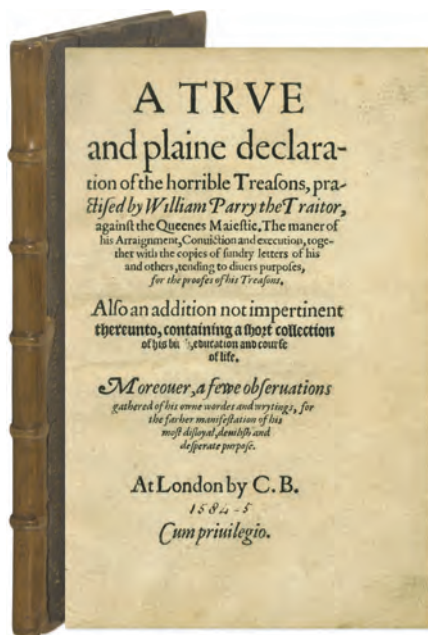 A TRVE
and plaine declara-
tion of the horrible Treaſons, pra-
ctiſed by William Parry the Traitor,
againſt the Queenes Maieſtie. The maner of
his Arraignment, Conuiction and execution, toge-
ther with the copies of ſundry letters of his
and others, tending to diuers purpoſes,
for the proofes of his Treaſons.
Alſo an addition not impertinent
thereunto, containing a ſhort collection
of his, education and courſe
of life.
Moreouer, a fewe obſeruations
gathered of his owne wordes and wrytings, for
the farther manifeſtation of his
moſt diſloyal, deuiliſh and
deſperate purpoſe.
At London by C.B.
1584-5
Cum priuilegio.